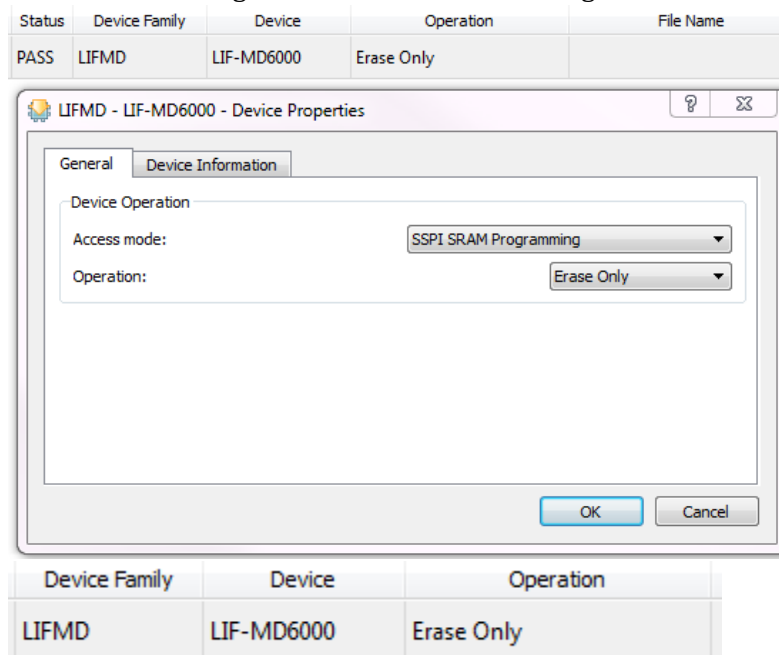 Status Device Family Device Operation File Name
PASS LIFMD LIF-MD6000 Erase Only
LIFMD - LIF-MD6000 - Device Properties
General Device Information
Device Operation
Access mode: SSPI SRAM Programming
Operation: Erase Only
OK Cancel
Device Family Device Operation
LIFMD LIF-MD6000 Erase Only